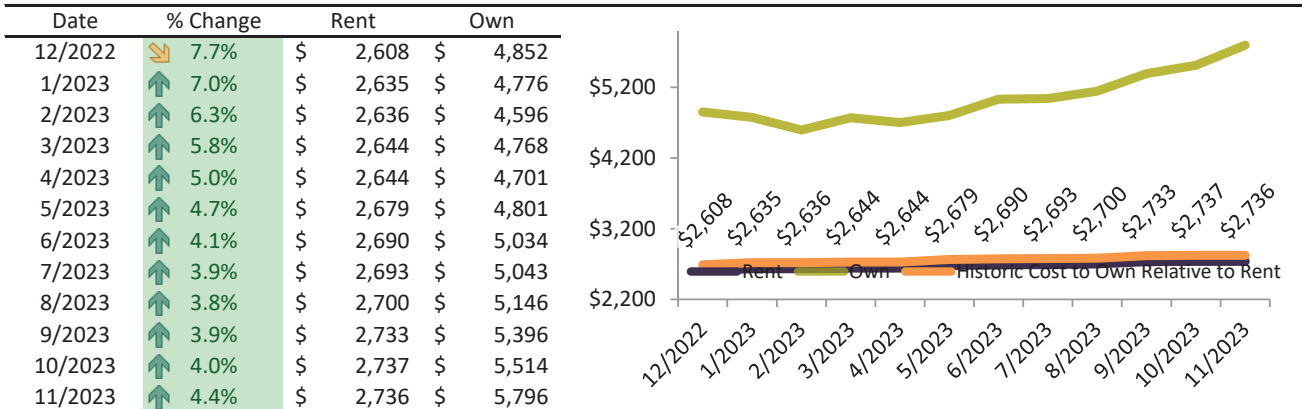 Date % Change Rent Own
12/2022 7.7% $ 2,608 $ 4,852
1/2023 7.0% $ 2,635 $ 4,776
2/2023 6.3% $ 2,636 $ 4,596
3/2023 5.8% $ 2,644 $ 4,768
4/2023 5.0% $ 2,644 $ 4,701
5/2023 4.7% $ 2,679 $ 4,801
6/2023 4.1% $ 2,690 $ 5,034
7/2023 3.9% $ 2,693 $ 5,043
8/2023 3.8% $ 2,700 $ 5,146
9/2023 3.9% $ 2,733 $ 5,396
10/2023 4.0% $ 2,737 $ 5,514
11/2023 4.4% $ 2,736 $ 5,796
$5,200
$4,200
$3,200
$2,200
$2,608 $2,635 $2,636 $2,644 $2,644 $2,679 $2,690 $2,693 $2,700 $2,733 $2,737 $2,736
Rent Own Historic Cost to Own Relative to Rent
12/2022 1/2023 2/2023 3/2023 4/2023 5/2023 6/2023 7/2023 8/2023 9/2023 10/2023 11/2023